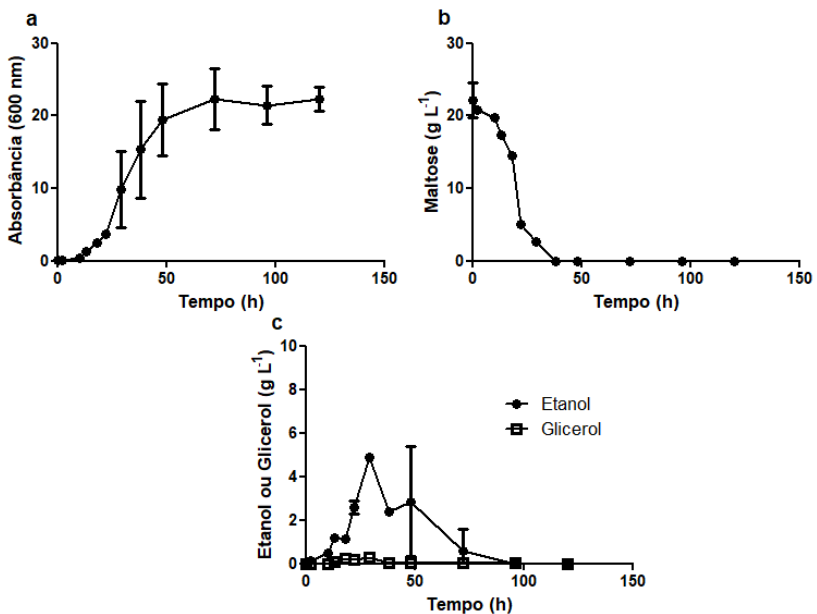 a
Absorbância (600 nm)
30
20
10
0
0
50
100
150
Tempo (h)
b
Maltose (g L⁻¹)
30
20
10
0
0
50
100
150
Tempo (h)
c
Etanol ou Glicerol (g L⁻¹)
10
8
6
4
2
0
0
50
100
150
Tempo (h)
Etanol
Glicerol